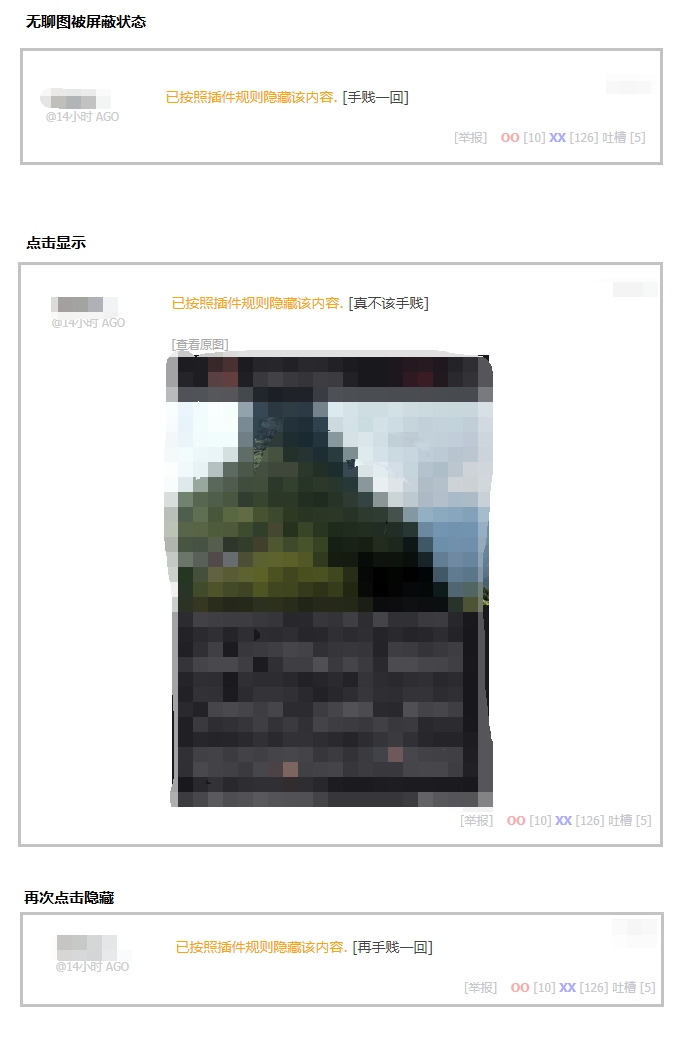 无聊图被屏蔽状态
已按照插件规则隐藏该内容. [手贱一回]
@14小时 AGO
[举报] OO [10] XX [126] 吐槽 [5]
点击显示
已按照插件规则隐藏该内容. [真不该手贱]
@14小时 AGO
[查看原图]
[举报] OO [10] XX [126] 吐槽 [5]
再次点击隐藏
已按照插件规则隐藏该内容. [再手贱一回]
@14小时 AGO
[举报] OO [10] XX [126] 吐槽 [5]